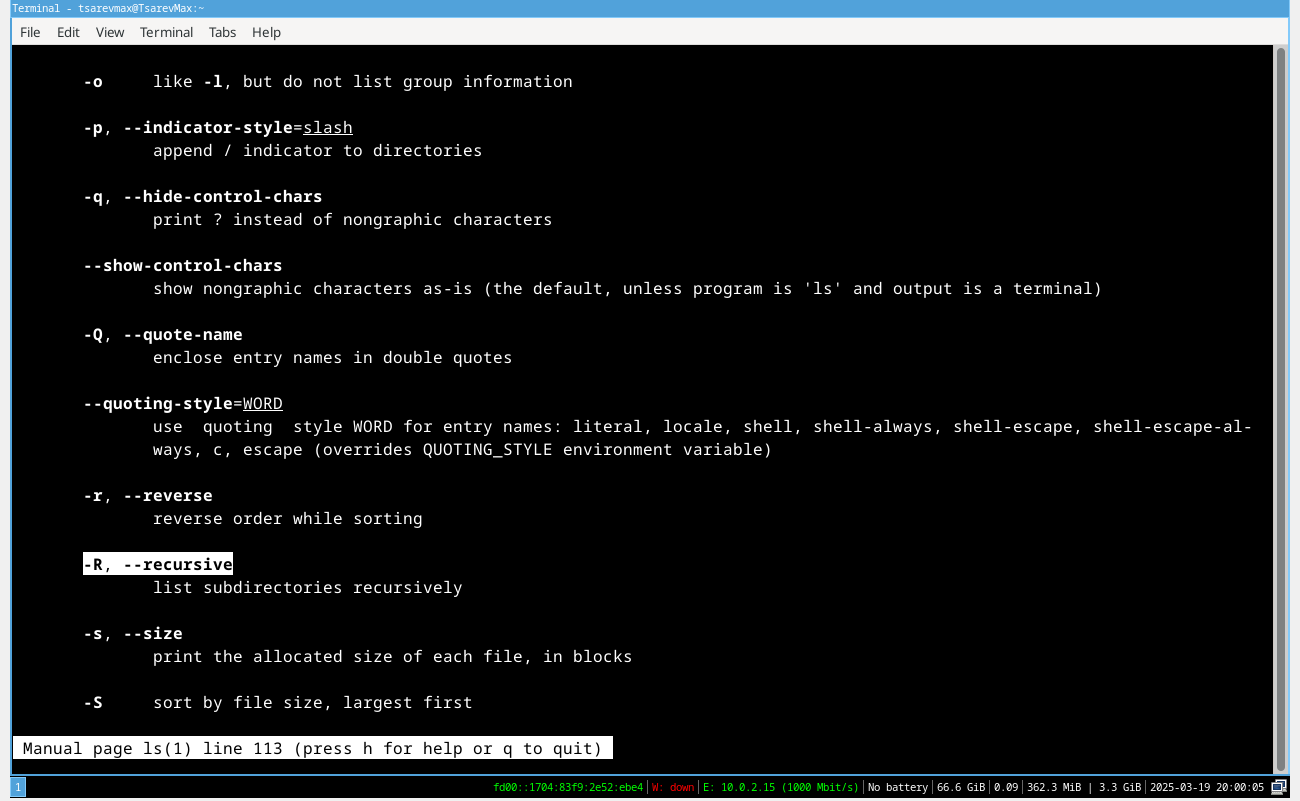 Terminal - tsarevmax@TsarevMax:~
File Edit View Terminal Tabs Help
-o like -l, but do not list group information
-p, --indicator-style=slash
append / indicator to directories
-q, --hide-control-chars
print ? instead of nongraphic characters
--show-control-chars
show nongraphic characters as-is (the default, unless program is 'ls' and output is a terminal)
-Q, --quote-name
enclose entry names in double quotes
--quoting-style=WORD
use quoting style WORD for entry names: literal, locale, shell, shell-always, shell-escape, shell-escape-al-
ways, c, escape (overrides QUOTING_STYLE environment variable)
-r, --reverse
reverse order while sorting
-R, --recursive
list subdirectories recursively
-s, --size
print the allocated size of each file, in blocks
-S sort by file size, largest first
Manual page ls(1) line 113 (press h for help or q to quit)
1 fd00::1704:83f9:2e52:ebe4 W: down E: 10.0.2.15 (1000 Mbit/s) No battery 66.6 GiB 0.09 362.3 MiB | 3.3 GiB 2025-03-19 20:00:05